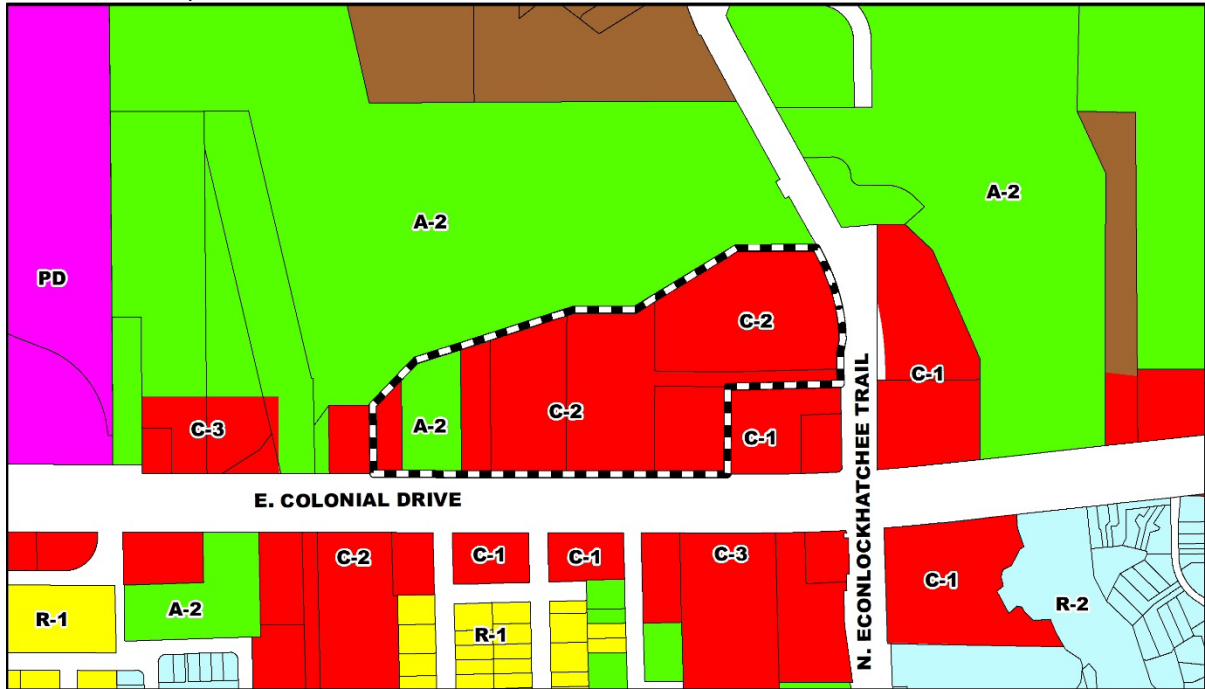 A-2
A-2
PD
C-2
N. ECONLOCKHATCHEE TRAIL
C-1
C-2
A-2
C-3
C-1
E. COLONIAL DRIVE
C-2
C-1
C-1
C-3
C-1
A-2
R-2
R-1
R-1